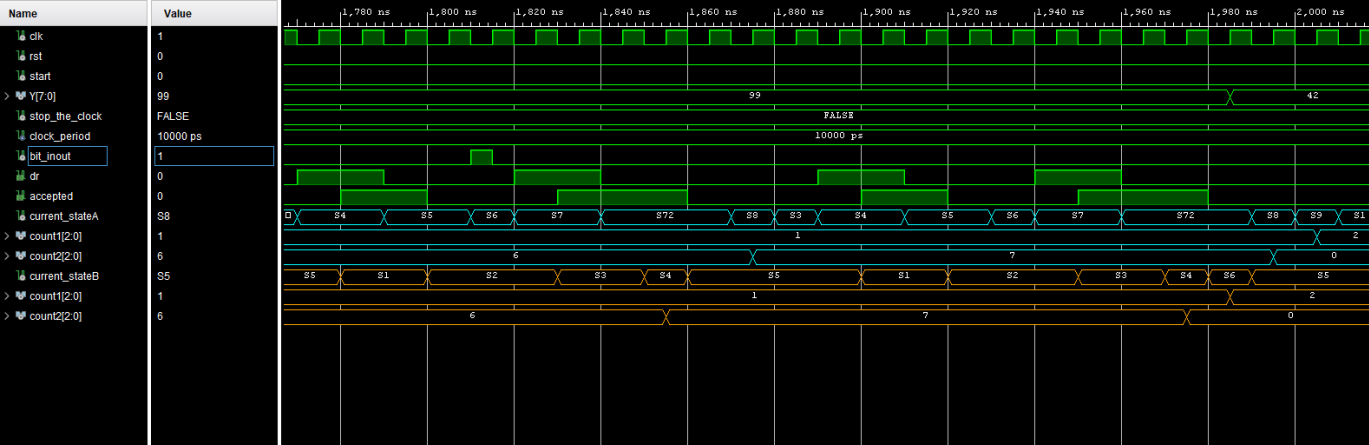 Name Value 1,780 ns 1,800 ns 1,820 ns 1,840 ns 1,860 ns 1,880 ns 1,900 ns 1,920 ns 1,940 ns 1,960 ns 1,980 ns 2,000 ns
clk 1
rst 0
start 0
Y[7:0] 99 99 42
stop_the_clock FALSE FALSE
clock_period 10000 ps 10000 ps
bit_inout 1
dr 0
accepted 0
current_stateA S8 S4 S5 S6 S7 S72 S8 S3 S4 S5 S6 S7 S72 S8 S9 S1
count1[2:0] 1 1 2
count2[2:0] 6 6 7 0
current_stateB S5 S5 S1 S2 S3 S4 S5 S1 S2 S3 S4 S6 S5
count1[2:0] 1 1 2
count2[2:0] 6 6 7 0